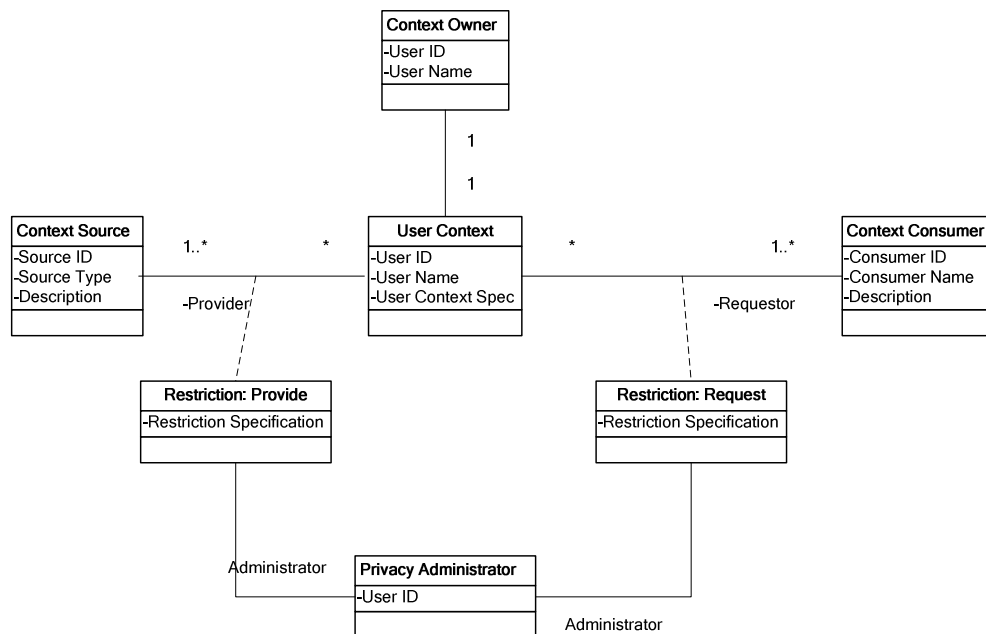 Context Owner
-User ID
-User Name
1
1
Context Source
-Source ID
-Source Type
-Description
1..*
*
-Provider
User Context
-User ID
-User Name
-User Context Spec
*
1..*
-Requestor
Context Consumer
-Consumer ID
-Consumer Name
-Description
Restriction: Provide
-Restriction Specification
Restriction: Request
-Restriction Specification
Administrator
Privacy Administrator
-User ID
Administrator